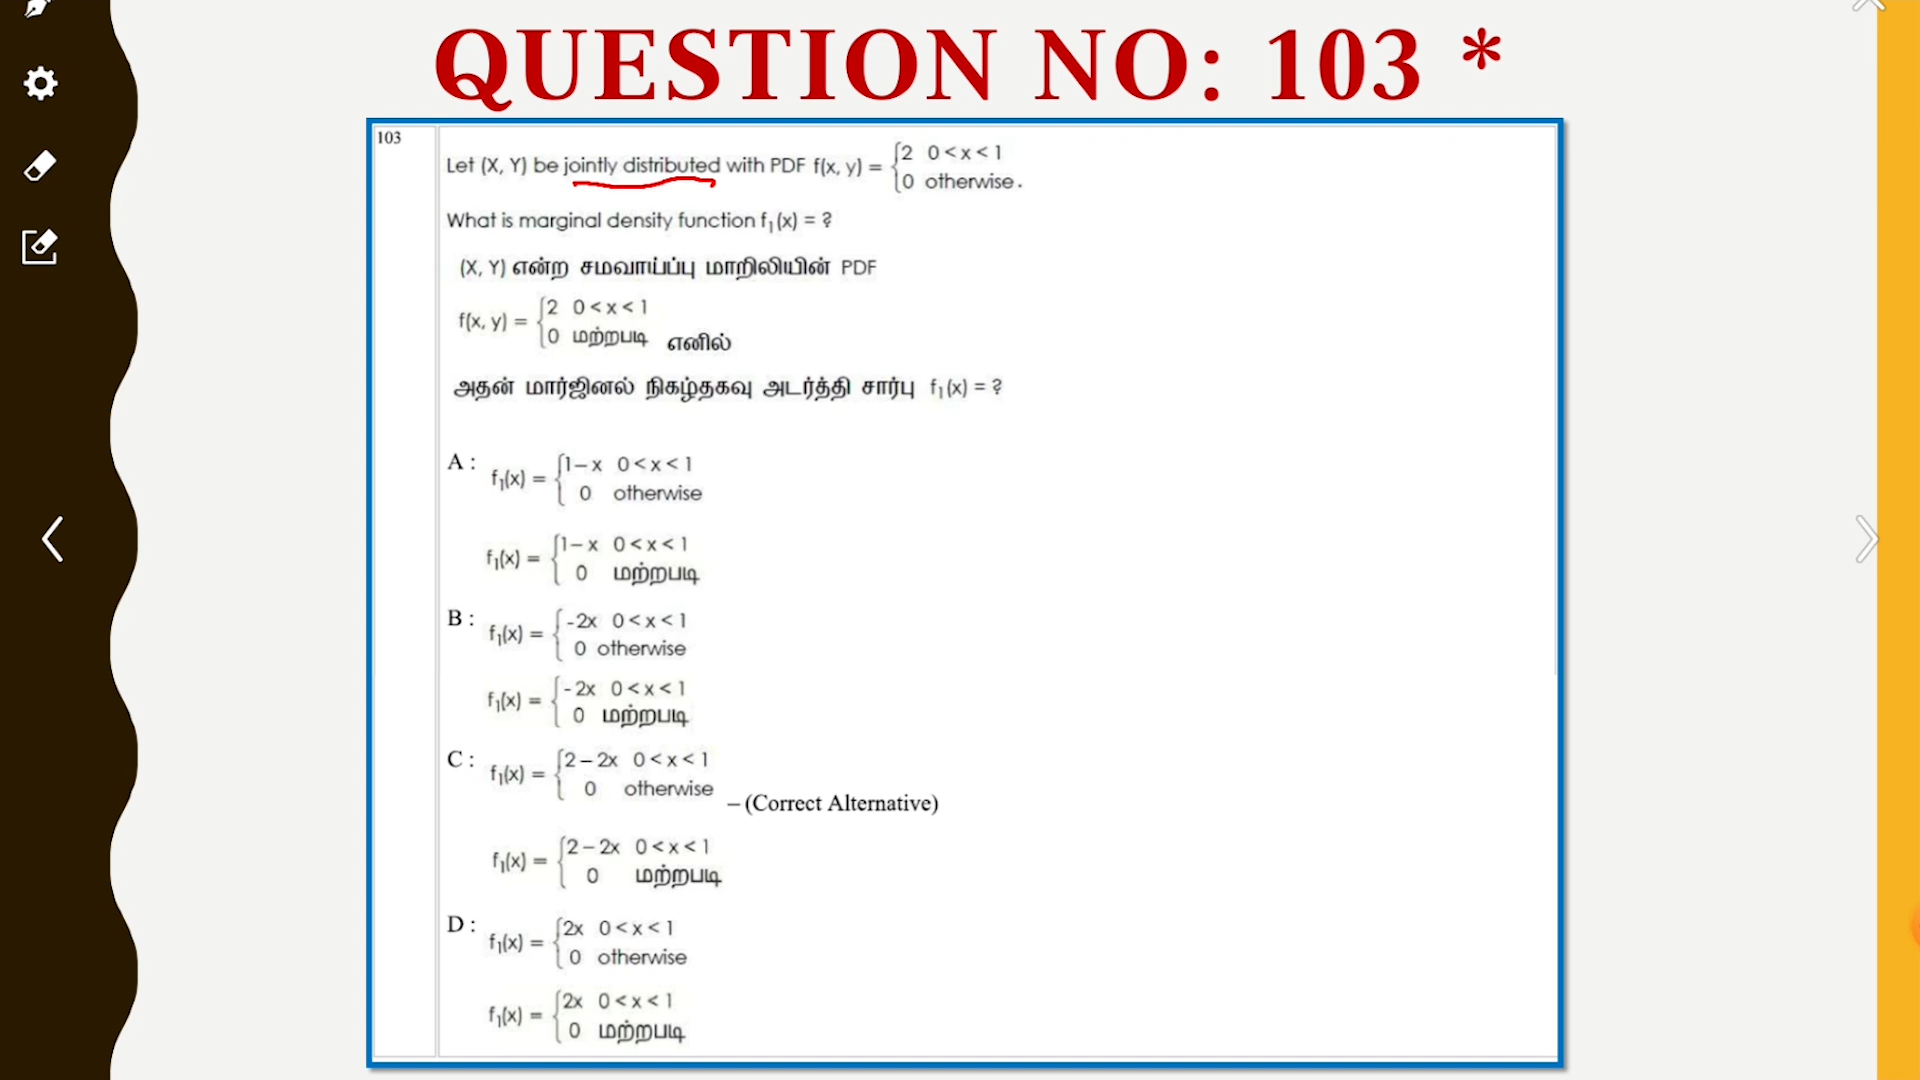 QUESTION NO: 103 *
103
Let (X, Y) be jointly distributed with PDF f(x, y) = {2 0 < x < 1
0 otherwise .
What is marginal density function f₁(x) = ?
(X, Y) என்ற சமவாய்ப்பு மாறிலியின் PDF
f(x, y) = {2 0 < x < 1
0 மற்றபடி எனில்
அதன் மார்ஜினல் நிகழ்தகவு அடர்த்தி சார்பு f₁(x) = ?
A : f₁(x) = {1 – x 0 < x < 1
0 otherwise
f₁(x) = {1 – x 0 < x < 1
0 மற்றபடி
B : f₁(x) = {-2x 0 < x < 1
0 otherwise
f₁(x) = {-2x 0 < x < 1
0 மற்றபடி
C : f₁(x) = {2 – 2x 0 < x < 1
0 otherwise – (Correct Alternative)
f₁(x) = {2 – 2x 0 < x < 1
0 மற்றபடி
D : f₁(x) = {2x 0 < x < 1
0 otherwise
f₁(x) = {2x 0 < x < 1
0 மற்றபடி